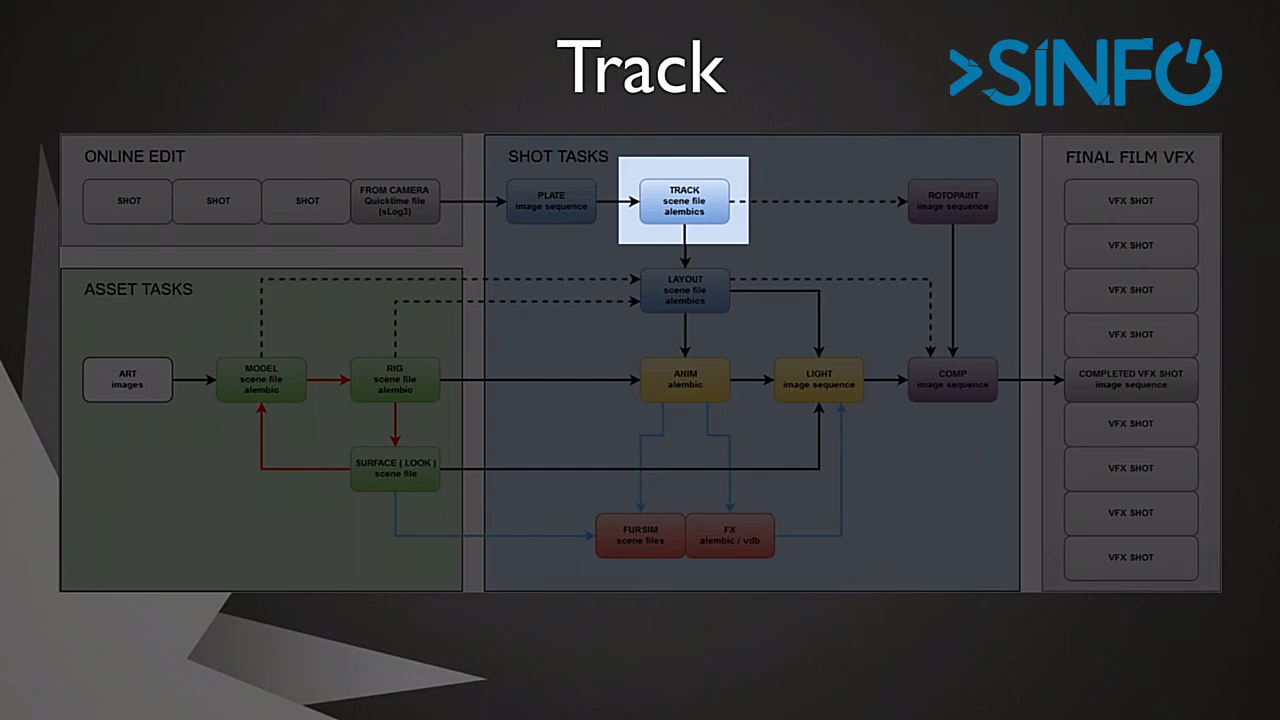 Track
>SINFO
ONLINE EDIT
SHOT
SHOT
SHOT
FROM CAMERA
Quicktime file
(sLog3)
SHOT TASKS
PLATE
image sequence
TRACK
scene file
alembics
ROTOPAINT
image sequence
LAYOUT
scene file
alembics
ASSET TASKS
ART
images
MODEL
scene file
alembic
RIG
scene file
alembic
ANIM
alembic
LIGHT
image sequence
COMP
image sequence
SURFACE ( LOOK )
scene file
FURSIM
scene files
FX
alembic / vdb
FINAL FILM VFX
VFX SHOT
VFX SHOT
VFX SHOT
VFX SHOT
COMPLETED VFX SHOT
image sequence
VFX SHOT
VFX SHOT
VFX SHOT
VFX SHOT